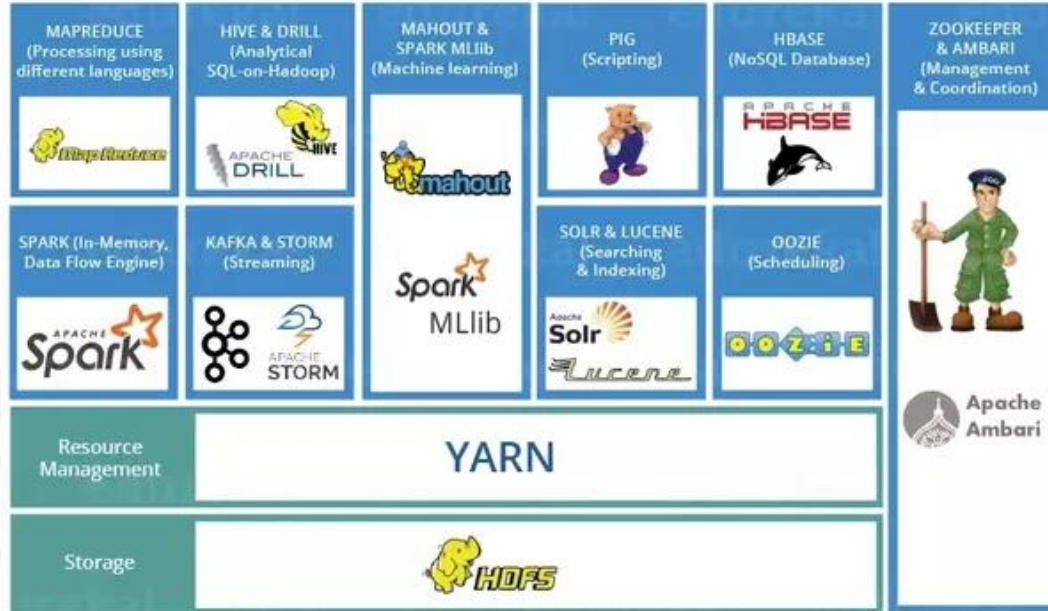 MAPREDUCE
(Processing using
different languages)
Map Reduce
HIVE & DRILL
(Analytical
SQL-on-Hadoop)
HIVE
APACHE
DRILL
MAHOUT &
SPARK MLlib
(Machine learning)
mahout
Spark
MLlib
PIG
(Scripting)
HBASE
(NoSQL Database)
APACHE
HBASE
ZOOKEEPER
& AMBARI
(Management
& Coordination)
ZOO
Apache
Ambari
SPARK (In-Memory,
Data Flow Engine)
APACHE
Spark
KAFKA & STORM
(Streaming)
APACHE
STORM
SOLR & LUCENE
(Searching
& Indexing)
Apache
Solr
Lucene
OOZIE
(Scheduling)
OOZiE
Resource
Management
YARN
Storage
HDFS